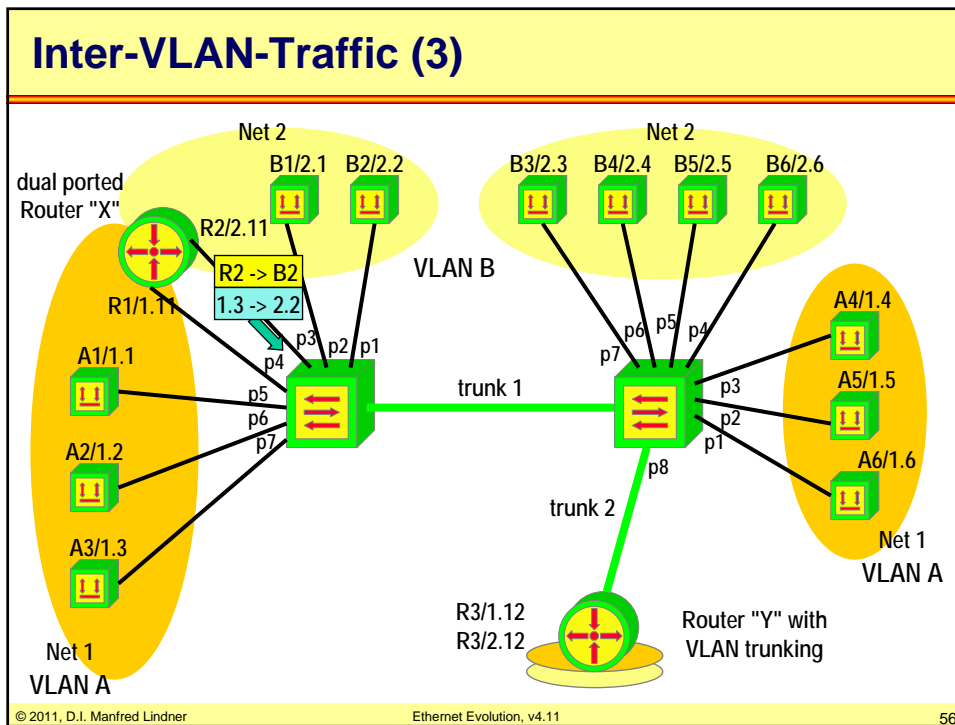 Inter-VLAN-Traffic (3)
Net 2
Net 2
B1/2.1
B2/2.2
B3/2.3
B4/2.4
B5/2.5
B6/2.6
dual ported
Router "X"
R2/2.11
VLAN B
R2 -> B2
1.3 -> 2.2
R1/1.11
A4/1.4
p3
p2
p1
p4
p7
p6
p5
p4
A1/1.1
p5
p6
p7
trunk 1
p3
p2
p1
A5/1.5
A2/1.2
p8
A6/1.6
trunk 2
A3/1.3
Net 1
VLAN A
R3/1.12
R3/2.12
Router "Y" with
VLAN trunking
Net 1
VLAN A
© 2011, D.I. Manfred Lindner
Ethernet Evolution, v4.11
56